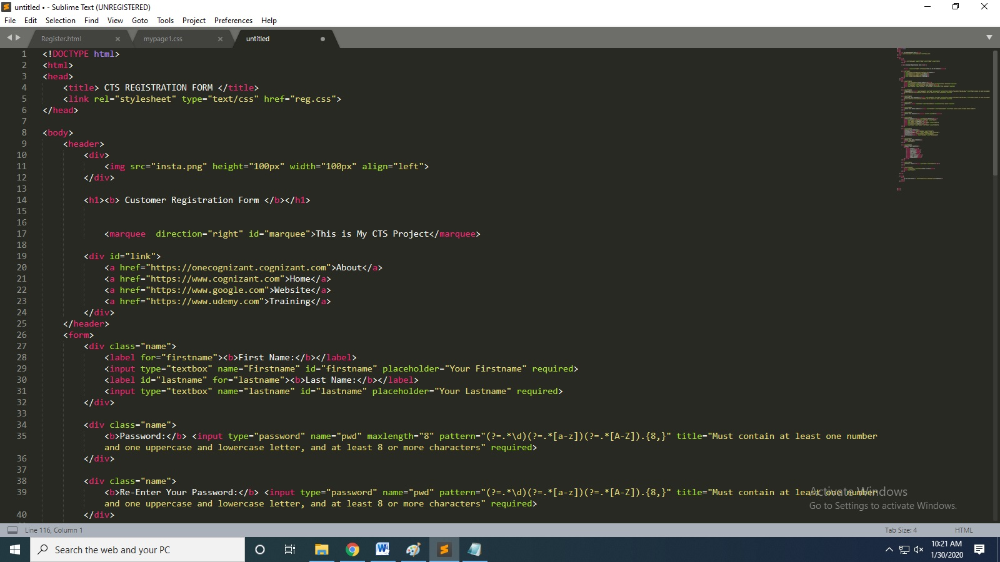 untitled • - Sublime Text (UNREGISTERED)
File Edit Selection Find View Goto Tools Project Preferences Help
Register.html mypage1.css untitled
1 <!DOCTYPE html>
2 <html>
3 <head>
4 <title> CTS REGISTRATION FORM </title>
5 <link rel="stylesheet" type="text/css" href="reg.css">
6 </head>
7
8 <body>
9 <header>
10 <div>
11 <img src="insta.png" height="100px" width="100px" align="left">
12 </div>
13
14 <h1><b> Customer Registration Form </b></h1>
15
16
17 <marquee  direction="right" id="marquee">This is My CTS Project</marquee>
18
19 <div id="link">
20 <a href="https://onecognizant.cognizant.com">About</a>
21 <a href="https://www.cognizant.com">Home</a>
22 <a href="https://www.google.com">Website</a>
23 <a href="https://www.udemy.com">Training</a>
24 </div>
25 </header>
26 <form>
27 <div class="name">
28 <label for="firstname"><b>First Name:</b></label>
29 <input type="textbox" name="Firstname" id="firstname" placeholder="Your Firstname" required>
30 <label id="lastname" for="lastname"><b>Last Name:</b></label>
31 <input type="textbox" name="lastname" id="lastname" placeholder="Your Lastname" required>
32 </div>
33
34 <div class="name">
35 <b>Password:</b> <input type="password" name="pwd" maxlength="8" pattern="(?=.*\d)(?=.*[a-z])(?=.*[A-Z]).{8,}" title="Must contain at least one number
and one uppercase and lowercase letter, and at least 8 or more characters" required>
36 </div>
37
38 <div class="name">
39 <b>Re-Enter Your Password:</b> <input type="password" name="pwd" pattern="(?=.*\d)(?=.*[a-z])(?=.*[A-Z]).{8,}" title="Must contain at least one number
and one uppercase and lowercase letter, and at least 8 or more characters" required>
40 </div>
Activate Windows
Go to Settings to activate Windows.
Line 116, Column 1 Tab Size: 4 HTML
Search the web and your PC
10:21 AM
1/30/2020